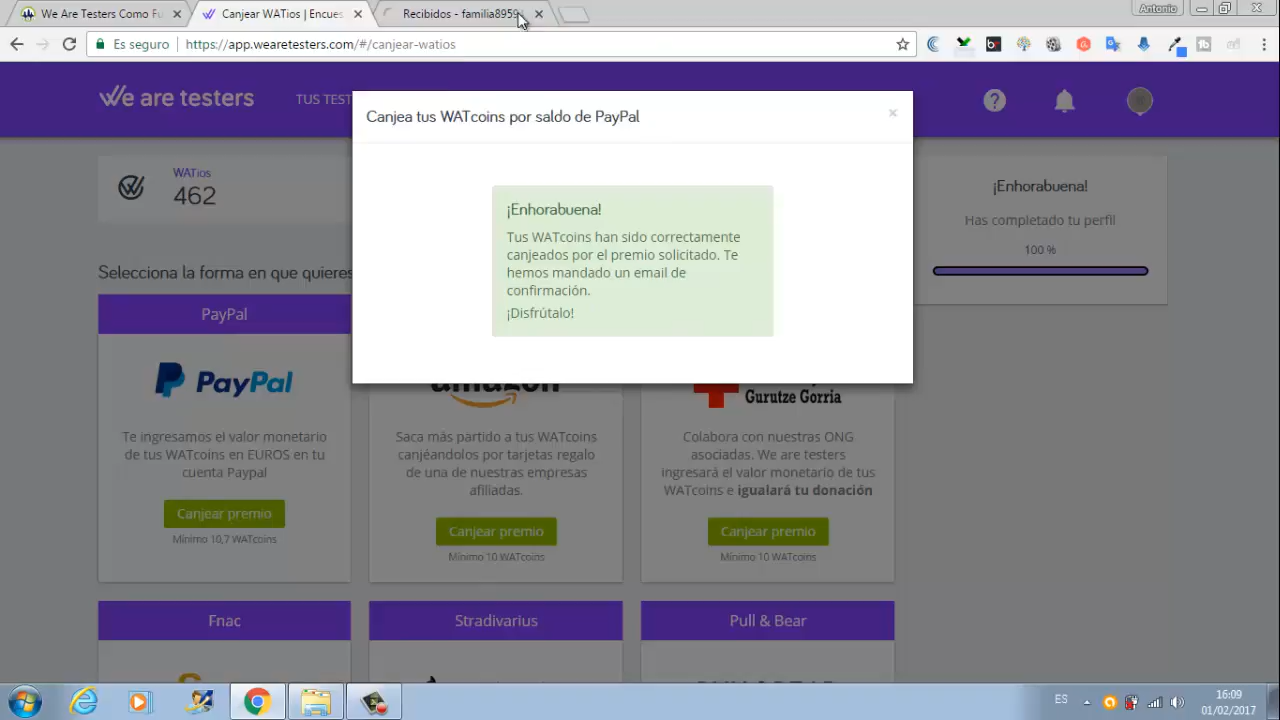 We Are Testers Como Fu
Canjear WATios | Encues
Recibidos - familia8959
Antonio
Es seguro
https://app.wearetesters.com/#/canjear-watios
We are testers
TUS TEST
Canjea tus WATcoins por saldo de PayPal
WATios
462
¡Enhorabuena!
Tus WATcoins han sido correctamente
canjeados por el premio solicitado. Te
hemos mandado un email de
confirmación.
¡Disfrútalo!
¡Enhorabuena!
Has completado tu perfil
100 %
Selecciona la forma en que quieres
PayPal
PayPal
Te ingresamos el valor monetario
de tus WATcoins en EUROS en tu
cuenta Paypal
Canjear premio
Mínimo 10,7 WATcoins
amazon
Saca más partido a tus WATcoins
canjéandolos por tarjetas regalo
de una de nuestras empresas
afiliadas.
Canjear premio
Mínimo 10 WATcoins
Gurutze Gorria
Colabora con nuestras ONG
asociadas. We are testers
ingresará el valor monetario de tus
WATcoins e igualará tu donación
Canjear premio
Mínimo 10 WATcoins
Fnac
Stradivarius
Pull & Bear
ES
16:09
01/02/2017